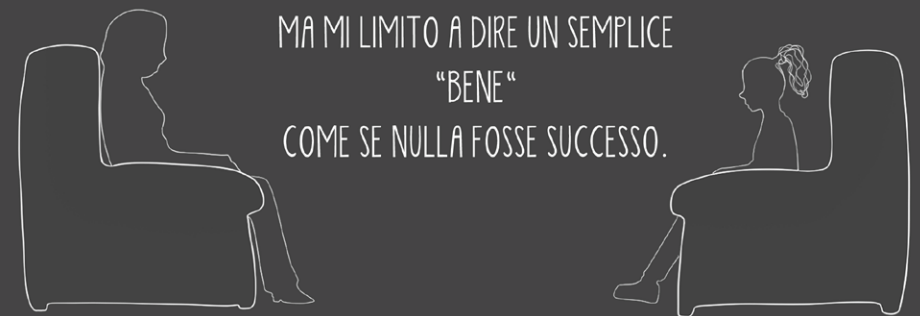 MA MI LIMITO A DIRE UN SEMPLICE
“BENE“
COME SE NULLA FOSSE SUCCESSO.